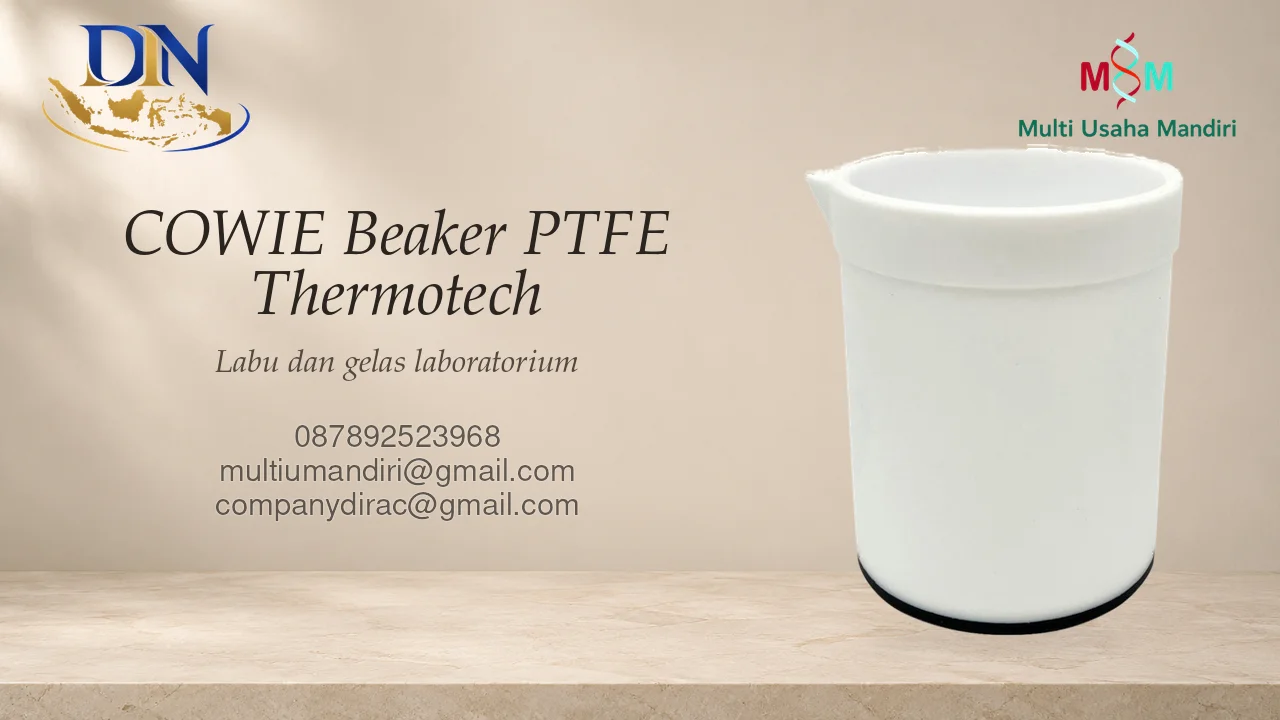 DN
M M
Multi Usaha Mandiri
COWIE Beaker PTFE
Thermotech
Labu dan gelas laboratorium
087892523968
multiumandiri@gmail.com
companydirac@gmail.com